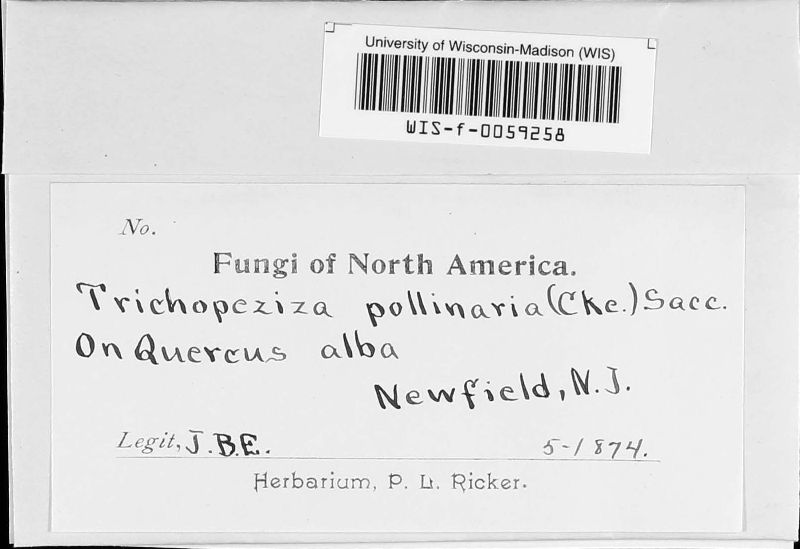 University of Wisconsin-Madison (WIS)
WIS-f-0059258
No.
Fungi of North America.
Trichopeziza pollinaria (Cke.) Sacc.
On Quercus alba
Newfield, N.J.
Legit, J.B.E. 5-1874.
Herbarium, P. L. Ricker.